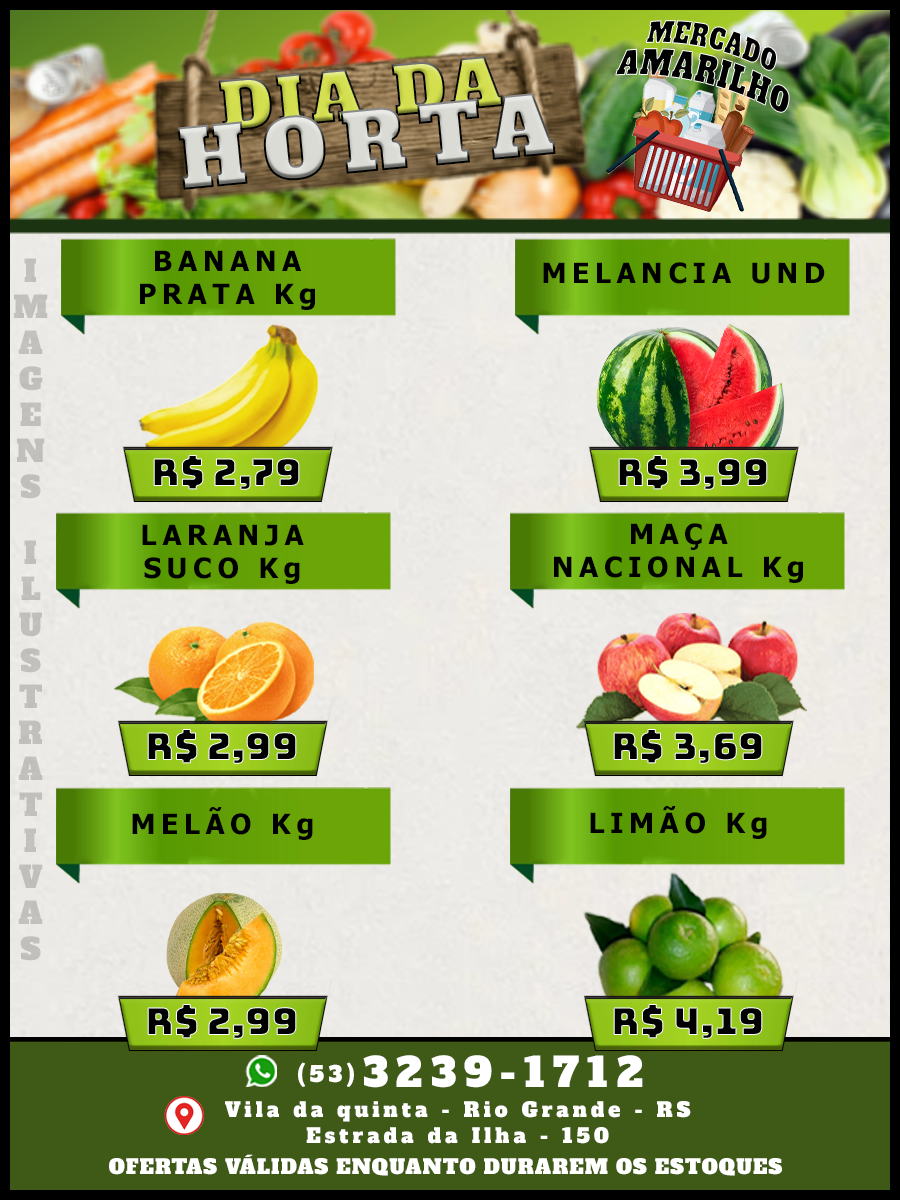 DIA DA
HORTA
MERCADO
AMARILHO
IMAGENS ILUSTRATIVAS
BANANA
PRATA Kg
R$ 2,79
MELANCIA UND
R$ 3,99
LARANJA
SUCO Kg
R$ 2,99
MAÇA
NACIONAL Kg
R$ 3,69
MELÃO Kg
R$ 2,99
LIMÃO Kg
R$ 4,19
(53) 3239-1712
Vila da quinta - Rio Grande - RS
Estrada da Ilha - 150
OFERTAS VÁLIDAS ENQUANTO DURAREM OS ESTOQUES